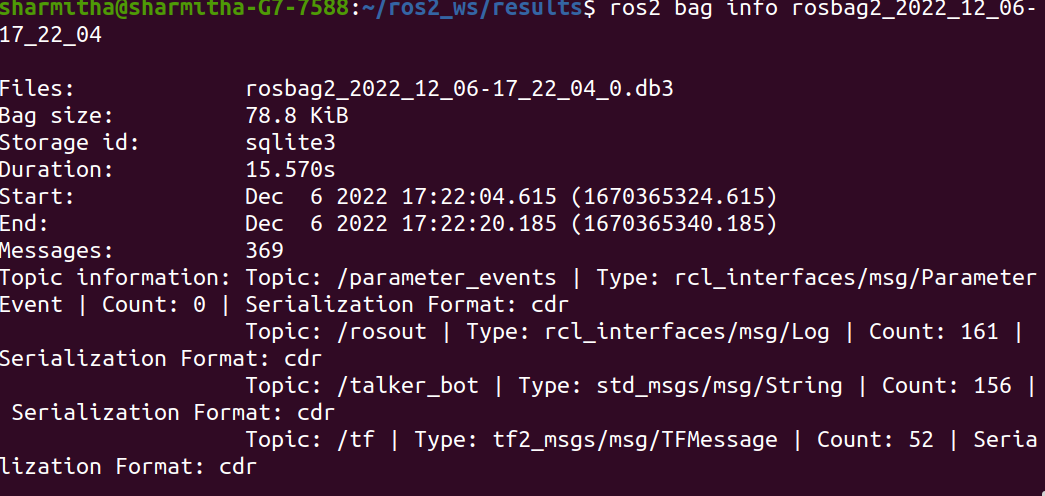 sharmitha@sharmitha-G7-7588:~/ros2_ws/results$ ros2 bag info rosbag2_2022_12_06-
17_22_04

Files:             rosbag2_2022_12_06-17_22_04_0.db3
Bag size:          78.8 KiB
Storage id:        sqlite3
Duration:          15.570s
Start:             Dec  6 2022 17:22:04.615 (1670365324.615)
End:               Dec  6 2022 17:22:20.185 (1670365340.185)
Messages:          369
Topic information: Topic: /parameter_events | Type: rcl_interfaces/msg/Parameter
Event | Count: 0 | Serialization Format: cdr
                   Topic: /rosout | Type: rcl_interfaces/msg/Log | Count: 161 |
Serialization Format: cdr
                   Topic: /talker_bot | Type: std_msgs/msg/String | Count: 156 |
 Serialization Format: cdr
                   Topic: /tf | Type: tf2_msgs/msg/TFMessage | Count: 52 | Seria
lization Format: cdr